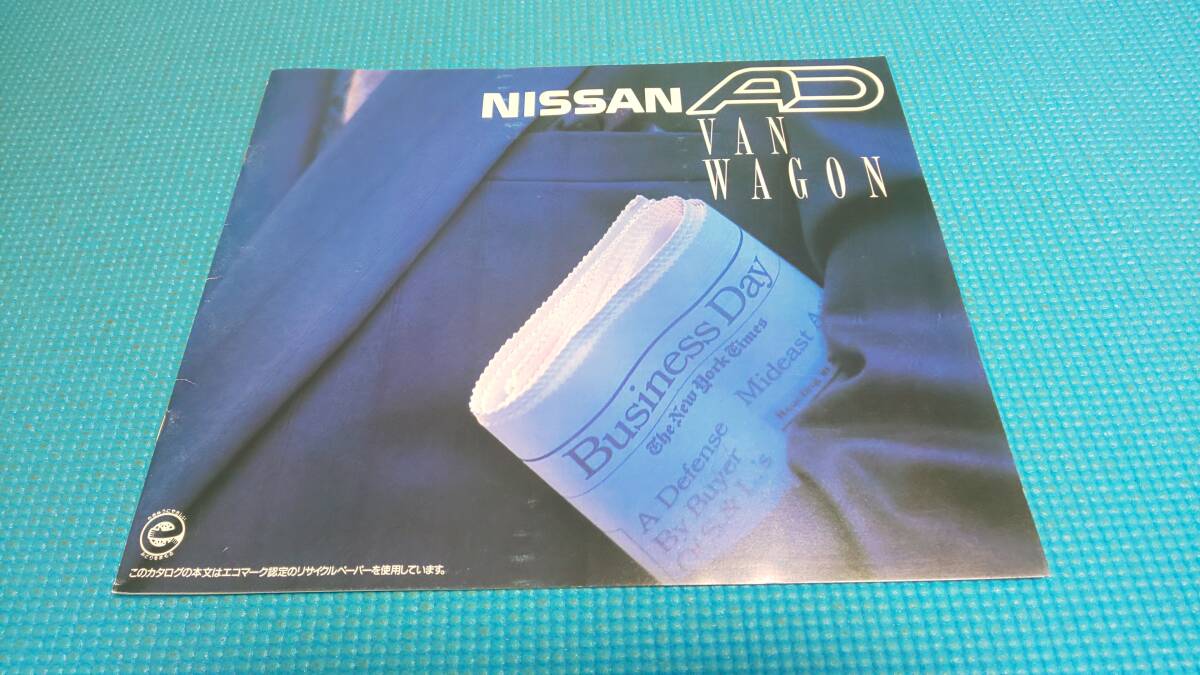 NISSAN AD
VAN
WAGON
Business Day
The New York Times
A Defense
By Buyer
Of S. & L.'s
Mideast
このカタログの本文はエコマーク認定のリサイクルペーパーを使用しています。